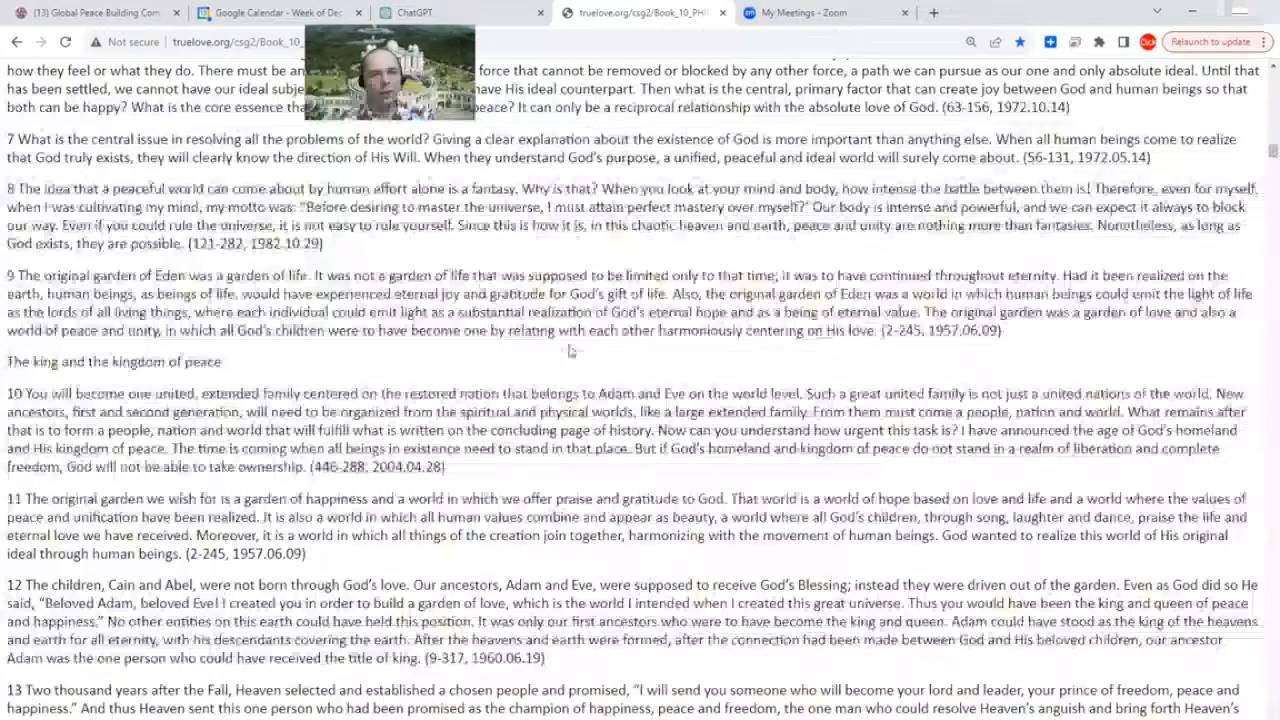 (13) Global Peace Building Com
Google Calendar - Week of Dec
ChatGPT
truelove.org/csg2/Book_10_PHI
My Meetings - Zoom
Not secure
truelove.org/csg2/Book_10_
Dick
Relaunch to update
how they feel or what they do. There must be an force that cannot be removed or blocked by any other force, a path we can pursue as our one and only absolute ideal. Until that
has been settled, we cannot have our ideal subje have His ideal counterpart. Then what is the central, primary factor that can create joy between God and human beings so that
both can be happy? What is the core essence tha peace? It can only be a reciprocal relationship with the absolute love of God. (63-156, 1972.10.14)
7 What is the central issue in resolving all the problems of the world? Giving a clear explanation about the existence of God is more important than anything else. When all human beings come to realize
that God truly exists, they will clearly know the direction of His Will. When they understand God's purpose, a unified, peaceful and ideal world will surely come about. (56-131, 1972.05.14)
8 The idea that a peaceful world can come about by human effort alone is a fantasy. Why is that? When you look at your mind and body, how intense the battle between them is! Therefore, even for myself,
when I was cultivating my mind, my motto was: "Before desiring to master the universe, I must attain perfect mastery over myself?' Our body is intense and powerful, and we can expect it always to block
our way. Even if you could rule the universe, it is not easy to rule yourself. Since this is how it is, in this chaotic heaven and earth, peace and unity are nothing more than fantasies. Nonetheless, as long as
God exists, they are possible. (121-282, 1982.10.29)
9 The original garden of Eden was a garden of life. It was not a garden of life that was supposed to be limited only to that time; it was to have continued throughout eternity. Had it been realized on the
earth, human beings, as beings of life, would have experienced eternal joy and gratitude for God's gift of life. Also, the original garden of Eden was a world in which human beings could emit the light of life
as the lords of all living things, where each individual could emit light as a substantial realization of God's eternal hope and as a being of eternal value. The original garden was a garden of love and also a
world of peace and unity, in which all God's children were to have become one by relating with each other harmoniously centering on His love. (2-245, 1957.06.09)
The king and the kingdom of peace
10 You will become one united, extended family centered on the restored nation that belongs to Adam and Eve on the world level. Such a great united family is not just a united nations of the world. New
ancestors, first and second generation, will need to be organized from the spiritual and physical worlds, like a large extended family. From them must come a people, nation and world. What remains after
that is to form a people, nation and world that will fulfill what is written on the concluding page of history. Now can you understand how urgent this task is? I have announced the age of God's homeland
and His kingdom of peace. The time is coming when all beings in existence need to stand in that place. But if God's homeland and kingdom of peace do not stand in a realm of liberation and complete
freedom, God will not be able to take ownership. (446-288, 2004.04.28)
11 The original garden we wish for is a garden of happiness and a world in which we offer praise and gratitude to God. That world is a world of hope based on love and life and a world where the values of
peace and unification have been realized. It is also a world in which all human values combine and appear as beauty, a world where all God's children, through song, laughter and dance, praise the life and
eternal love we have received. Moreover, it is a world in which all things of the creation join together, harmonizing with the movement of human beings. God wanted to realize this world of His original
ideal through human beings. (2-245, 1957.06.09)
12 The children, Cain and Abel, were not born through God's love. Our ancestors, Adam and Eve, were supposed to receive God's Blessing; instead they were driven out of the garden. Even as God did so He
said, "Beloved Adam, beloved Eve! I created you in order to build a garden of love, which is the world I intended when I created this great universe. Thus you would have been the king and queen of peace
and happiness." No other entities on this earth could have held this position. It was only our first ancestors who were to have become the king and queen. Adam could have stood as the king of the heavens
and earth for all eternity, with his descendants covering the earth. After the heavens and earth were formed, after the connection had been made between God and His beloved children, our ancestor
Adam was the one person who could have received the title of king. (9-317, 1960.06.19)
13 Two thousand years after the Fall, Heaven selected and established a chosen people and promised, "I will send you someone who will become your lord and leader, your prince of freedom, peace and
happiness." And thus Heaven sent this one person who had been promised as the champion of happiness, peace and freedom, the one man who could resolve Heaven's anguish and bring forth Heaven's